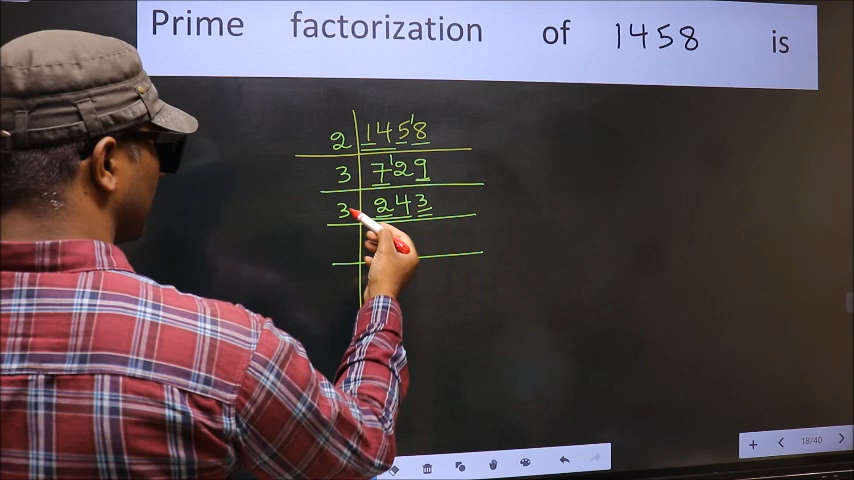 Prime factorization of 1458 is
2 1458
3 729
3 243
18/40